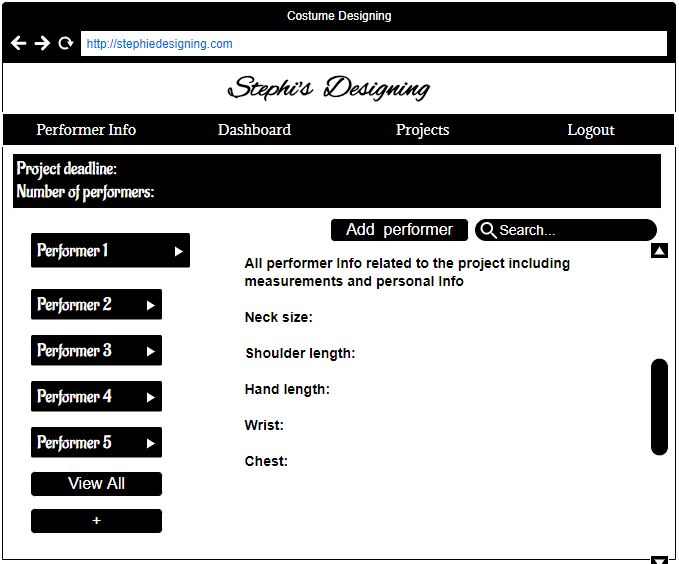 Costume Designing
http://stephiedesigning.com
Stephi's Designing
Performer Info Dashboard Projects Logout
Project deadline:
Number of performers:
Add performer Search...
Performer 1
Performer 2
Performer 3
Performer 4
Performer 5
View All
+
All performer Info related to the project including
measurements and personal Info
Neck size:
Shoulder length:
Hand length:
Wrist:
Chest: